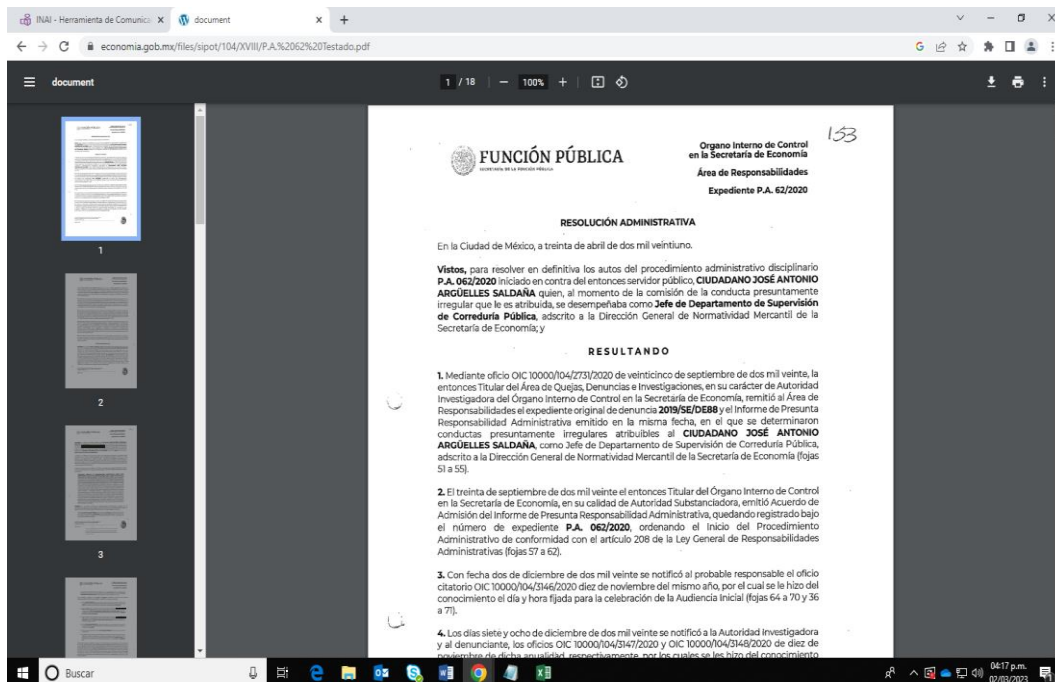 INAI - Herramienta de Comunica
document
economia.gob.mx/files/sipot/104/XVIII/P.A.%2062%20Testado.pdf
document
1 / 18
100%
1
2
3
153
FUNCIÓN PÚBLICA
SECRETARÍA DE LA FUNCIÓN PÚBLICA
Organo Interno de Control
en la Secretaría de Economía
Área de Responsabilidades
Expediente P.A. 62/2020
RESOLUCIÓN ADMINISTRATIVA
En la Ciudad de México, a treinta de abril de dos mil veintiuno.
Vistos, para resolver en definitiva los autos del procedimiento administrativo disciplinario
P.A. 062/2020 iniciado en contra del entonces servidor público, CIUDADANO JOSÉ ANTONIO
ARGÜELLES SALDAÑA quien, al momento de la comisión de la conducta presuntamente
irregular que le es atribuida, se desempeñaba como Jefe de Departamento de Supervisión
de Correduría Pública, adscrito a la Dirección General de Normatividad Mercantil de la
Secretaría de Economía; y
RESULTANDO
1. Mediante oficio OIC 10000/104/2731/2020 de veinticinco de septiembre de dos mil veinte, la
entonces Titular del Área de Quejas, Denuncias e Investigaciones, en su carácter de Autoridad
Investigadora del Órgano Interno de Control en la Secretaría de Economía, remitió al Área de
Responsabilidades el expediente original de denuncia 2019/SE/DE88 y el Informe de Presunta
Responsabilidad Administrativa emitido en la misma fecha, en el que se determinaron
conductas presuntamente irregulares atribuibles al CIUDADANO JOSÉ ANTONIO
ARGÜELLES SALDAÑA, como Jefe de Departamento de Supervisión de Correduría Pública,
adscrito a la Dirección General de Normatividad Mercantil de la Secretaría de Economía (fojas
51 a 55).
2. El treinta de septiembre de dos mil veinte el entonces Titular del Órgano Interno de Control
en la Secretaría de Economía, en su calidad de Autoridad Substanciadora, emitió Acuerdo de
Admisión del Informe de Presunta Responsabilidad Administrativa, quedando registrado bajo
el número de expediente P.A. 062/2020, ordenando el Inicio del Procedimiento
Administrativo de conformidad con el artículo 208 de la Ley General de Responsabilidades
Administrativas (fojas 57 a 62).
3. Con fecha dos de diciembre de dos mil veinte se notificó al probable responsable el oficio
citatorio OIC 10000/104/3146/2020 diez de noviembre del mismo año, por el cual se le hizo del
conocimiento el día y hora fijada para la celebración de la Audiencia Inicial (fojas 64 a 70 y 36
a 71).
4. Los días siete y ocho de diciembre de dos mil veinte se notificó a la Autoridad Investigadora
y al denunciante, los oficios OIC 10000/104/3147/2020 y OIC 10000/104/3148/2020 de diez de
noviembre de dicha anualidad, respectivamente, por los cuales se les hizo del conocimiento
Buscar
04:17 p.m.
02/03/2023